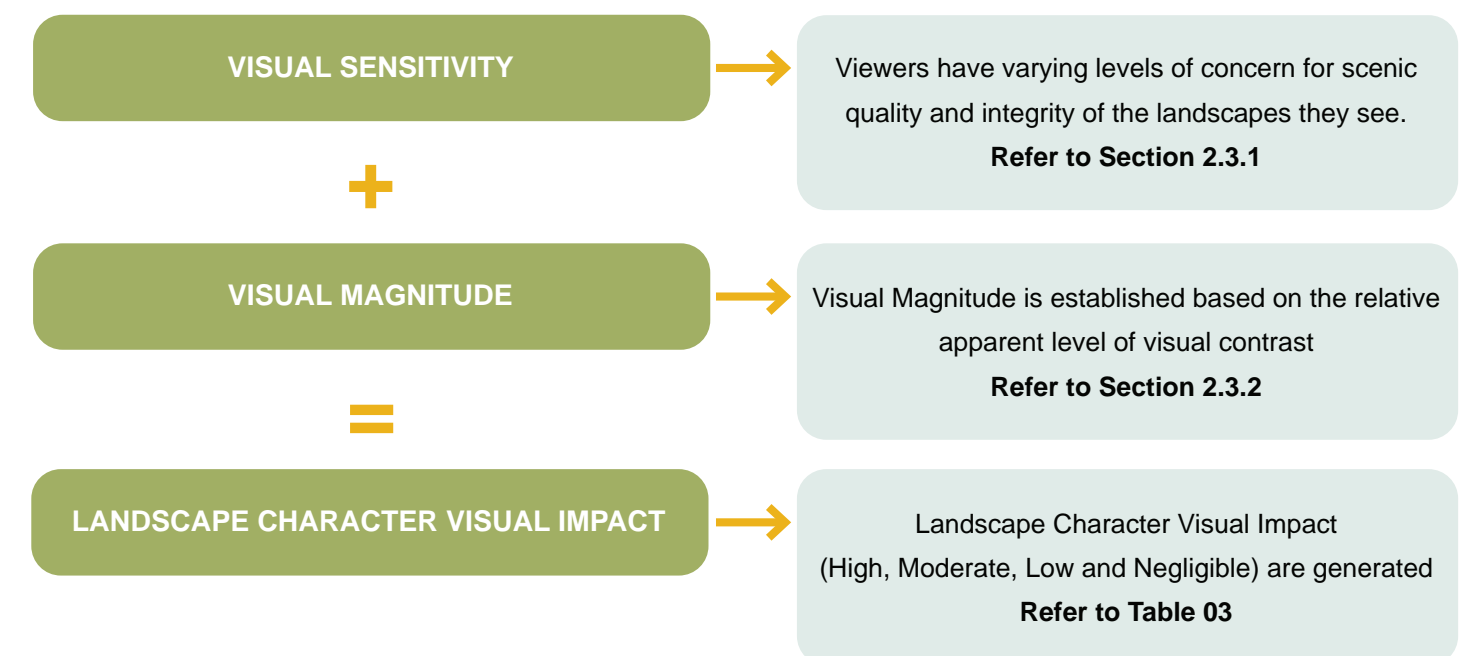 VISUAL SENSITIVITY
Viewers have varying levels of concern for scenic
quality and integrity of the landscapes they see.
Refer to Section 2.3.1
+
VISUAL MAGNITUDE
Visual Magnitude is established based on the relative
apparent level of visual contrast
Refer to Section 2.3.2
=
LANDSCAPE CHARACTER VISUAL IMPACT
Landscape Character Visual Impact
(High, Moderate, Low and Negligible) are generated
Refer to Table 03